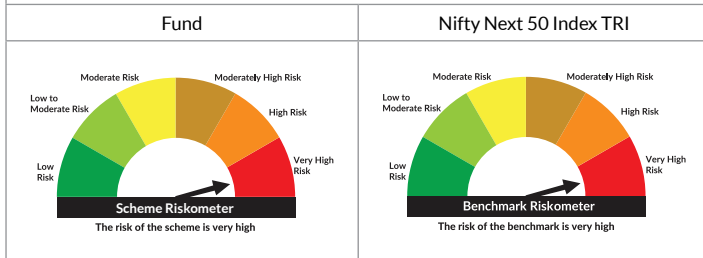 Fund
Nifty Next 50 Index TRI
Moderate Risk
Moderately High Risk
Low to
Moderate Risk
High Risk
Low
Risk
Very High
Risk
Scheme Riskometer
The risk of the scheme is very high
Moderate Risk
Moderately High Risk
Low to
Moderate Risk
High Risk
Low
Risk
Very High
Risk
Benchmark Riskometer
The risk of the benchmark is very high